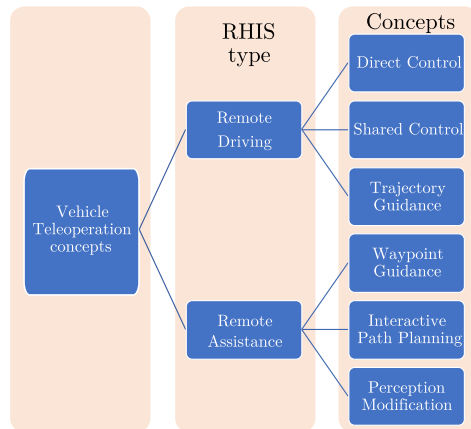 RHIS
type
Concepts
Vehicle
Teleoperation
concepts
Remote
Driving
Remote
Assistance
Direct Control
Shared Control
Trajectory
Guidance
Waypoint
Guidance
Interactive
Path Planning
Perception
Modification